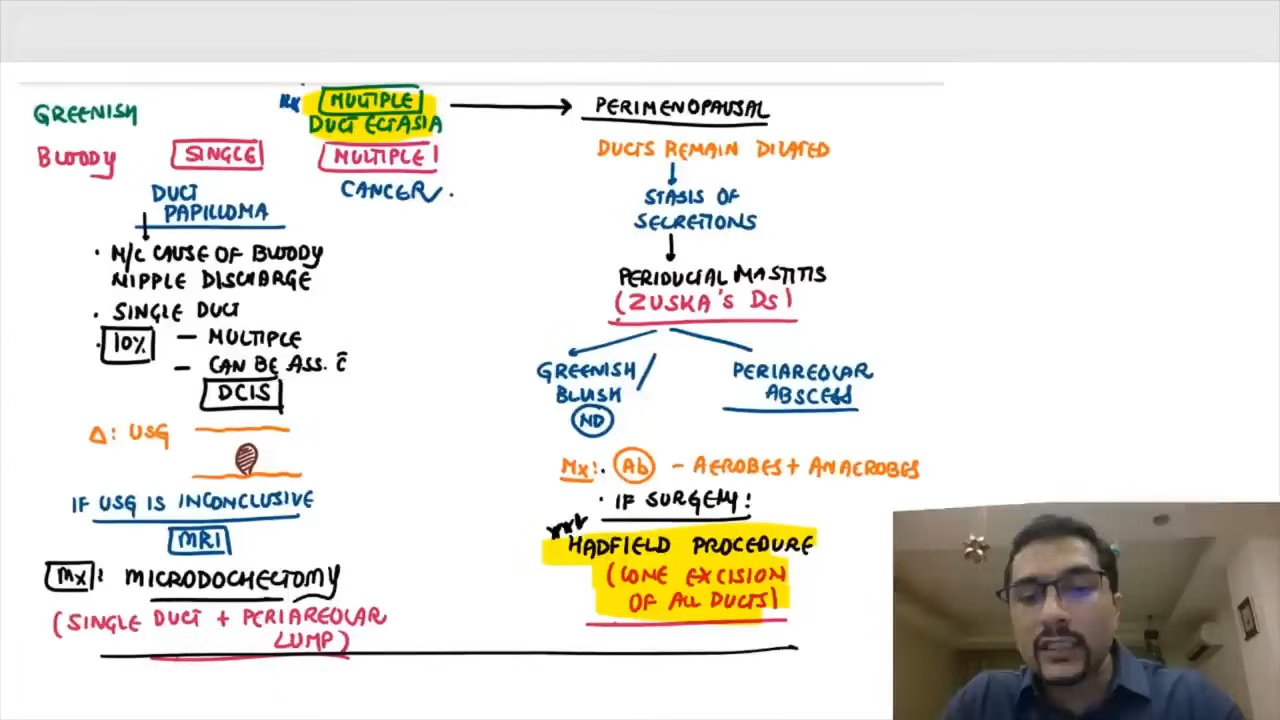 GREENISH
Rx MULTIPLE
DUCT ECTASIA
BLOODY SINGLE MULTIPLE
CANCER.
DUCT
PAPILLOMA
• M/C CAUSE OF BLOODY
NIPPLE DISCHARGE
• SINGLE DUCT
• 10% - MULTIPLE
- CAN BE ASS. c̄
DCIS
Δ: USG
IF USG IS INCONCLUSIVE
MRI
Mx: MICRODOCHECTOMY
(SINGLE DUCT + PERIAREOLAR
LUMP)
PERIMENOPAUSAL
DUCTS REMAIN DILATED
STASIS OF
SECRETIONS
PERIDUCTAL MASTITIS
(ZUSKA'S DS)
GREENISH/
BLUISH
ND
PERIAREOLAR
ABSCESS
Mx: • Ab - AEROBES + ANAEROBES
• IF SURGERY:
HADFIELD PROCEDURE
(CONE EXCISION
OF ALL DUCTS)